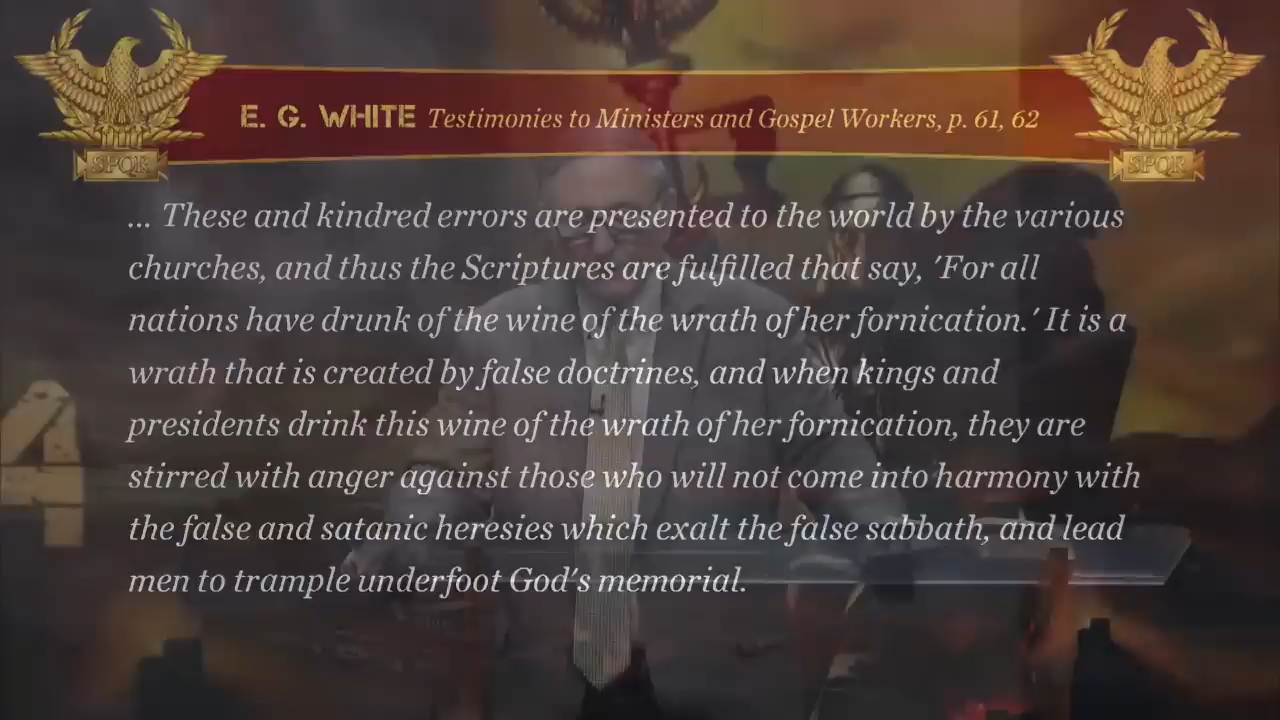 E. G. WHITE Testimonies to Ministers and Gospel Workers, p. 61, 62
SPQR
SPQR
... These and kindred errors are presented to the world by the various
churches, and thus the Scriptures are fulfilled that say, 'For all
nations have drunk of the wine of the wrath of her fornication.' It is a
wrath that is created by false doctrines, and when kings and
presidents drink this wine of the wrath of her fornication, they are
stirred with anger against those who will not come into harmony with
the false and satanic heresies which exalt the false sabbath, and lead
men to trample underfoot God's memorial.
4